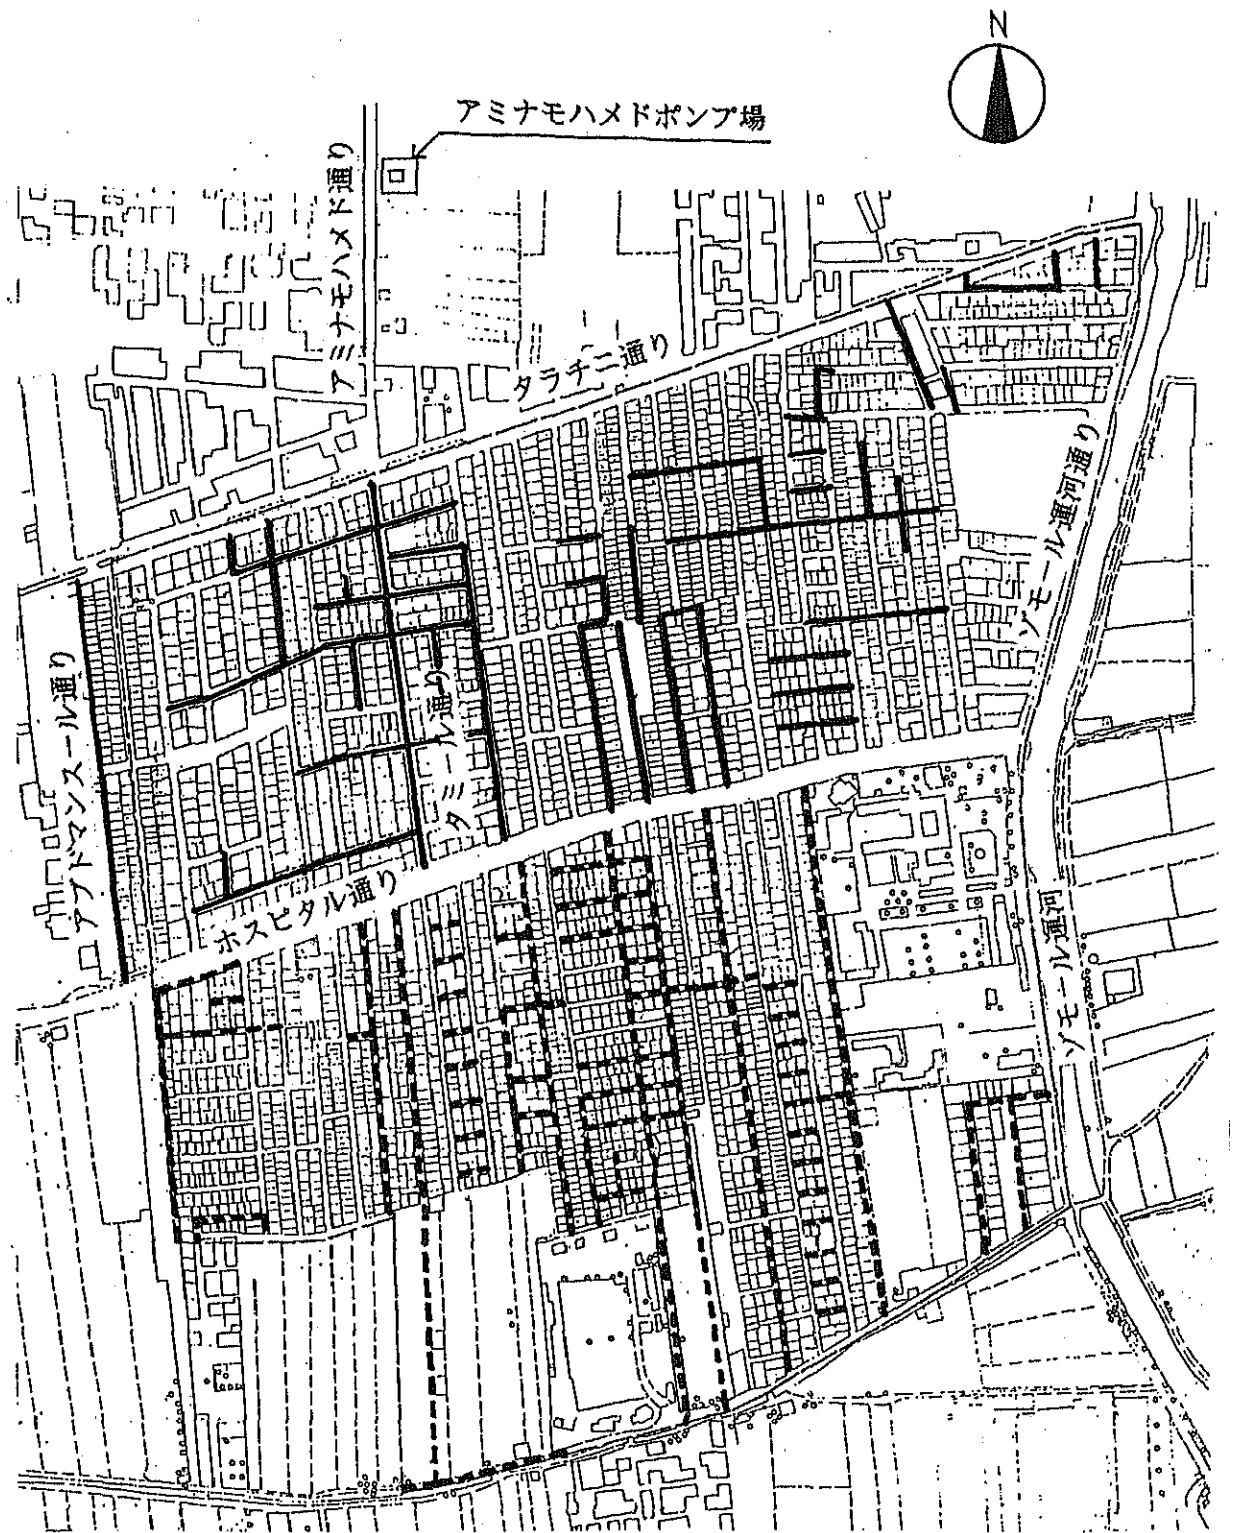 N
アミナモハメドポンプ場
アミナモハメド通り
タラチニ通り
ゾモール運河通り
アブドマンスール通り
タミール通り
ホスピタル通り
ゾモール運河